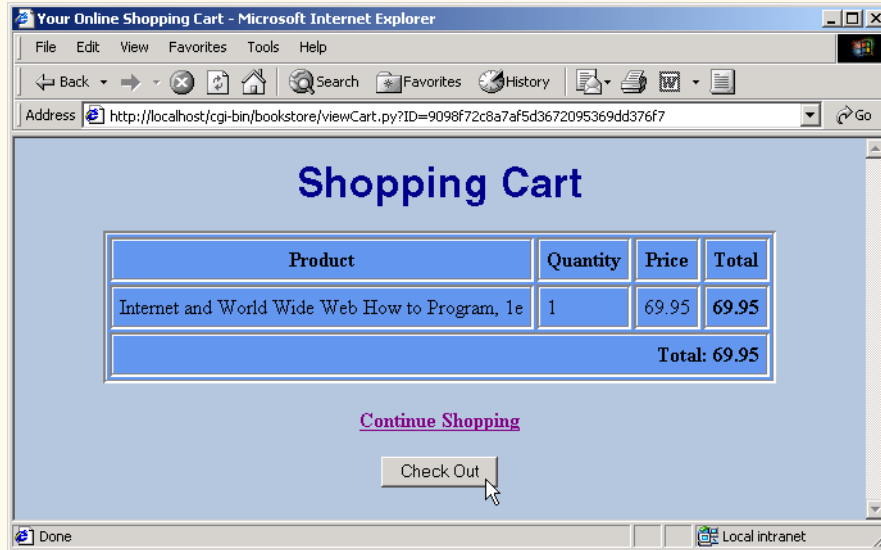 Your Online Shopping Cart - Microsoft Internet Explorer
File Edit View Favorites Tools Help
Back Search Favorites History
Address http://localhost/cgi-bin/bookstore/viewCart.py?ID=9098f72c8a7af5d3672095369dd376f7 Go
Shopping Cart
Product Quantity Price Total
Internet and World Wide Web How to Program, 1e 1 69.95 69.95
Total: 69.95
Continue Shopping
Check Out
Done Local intranet